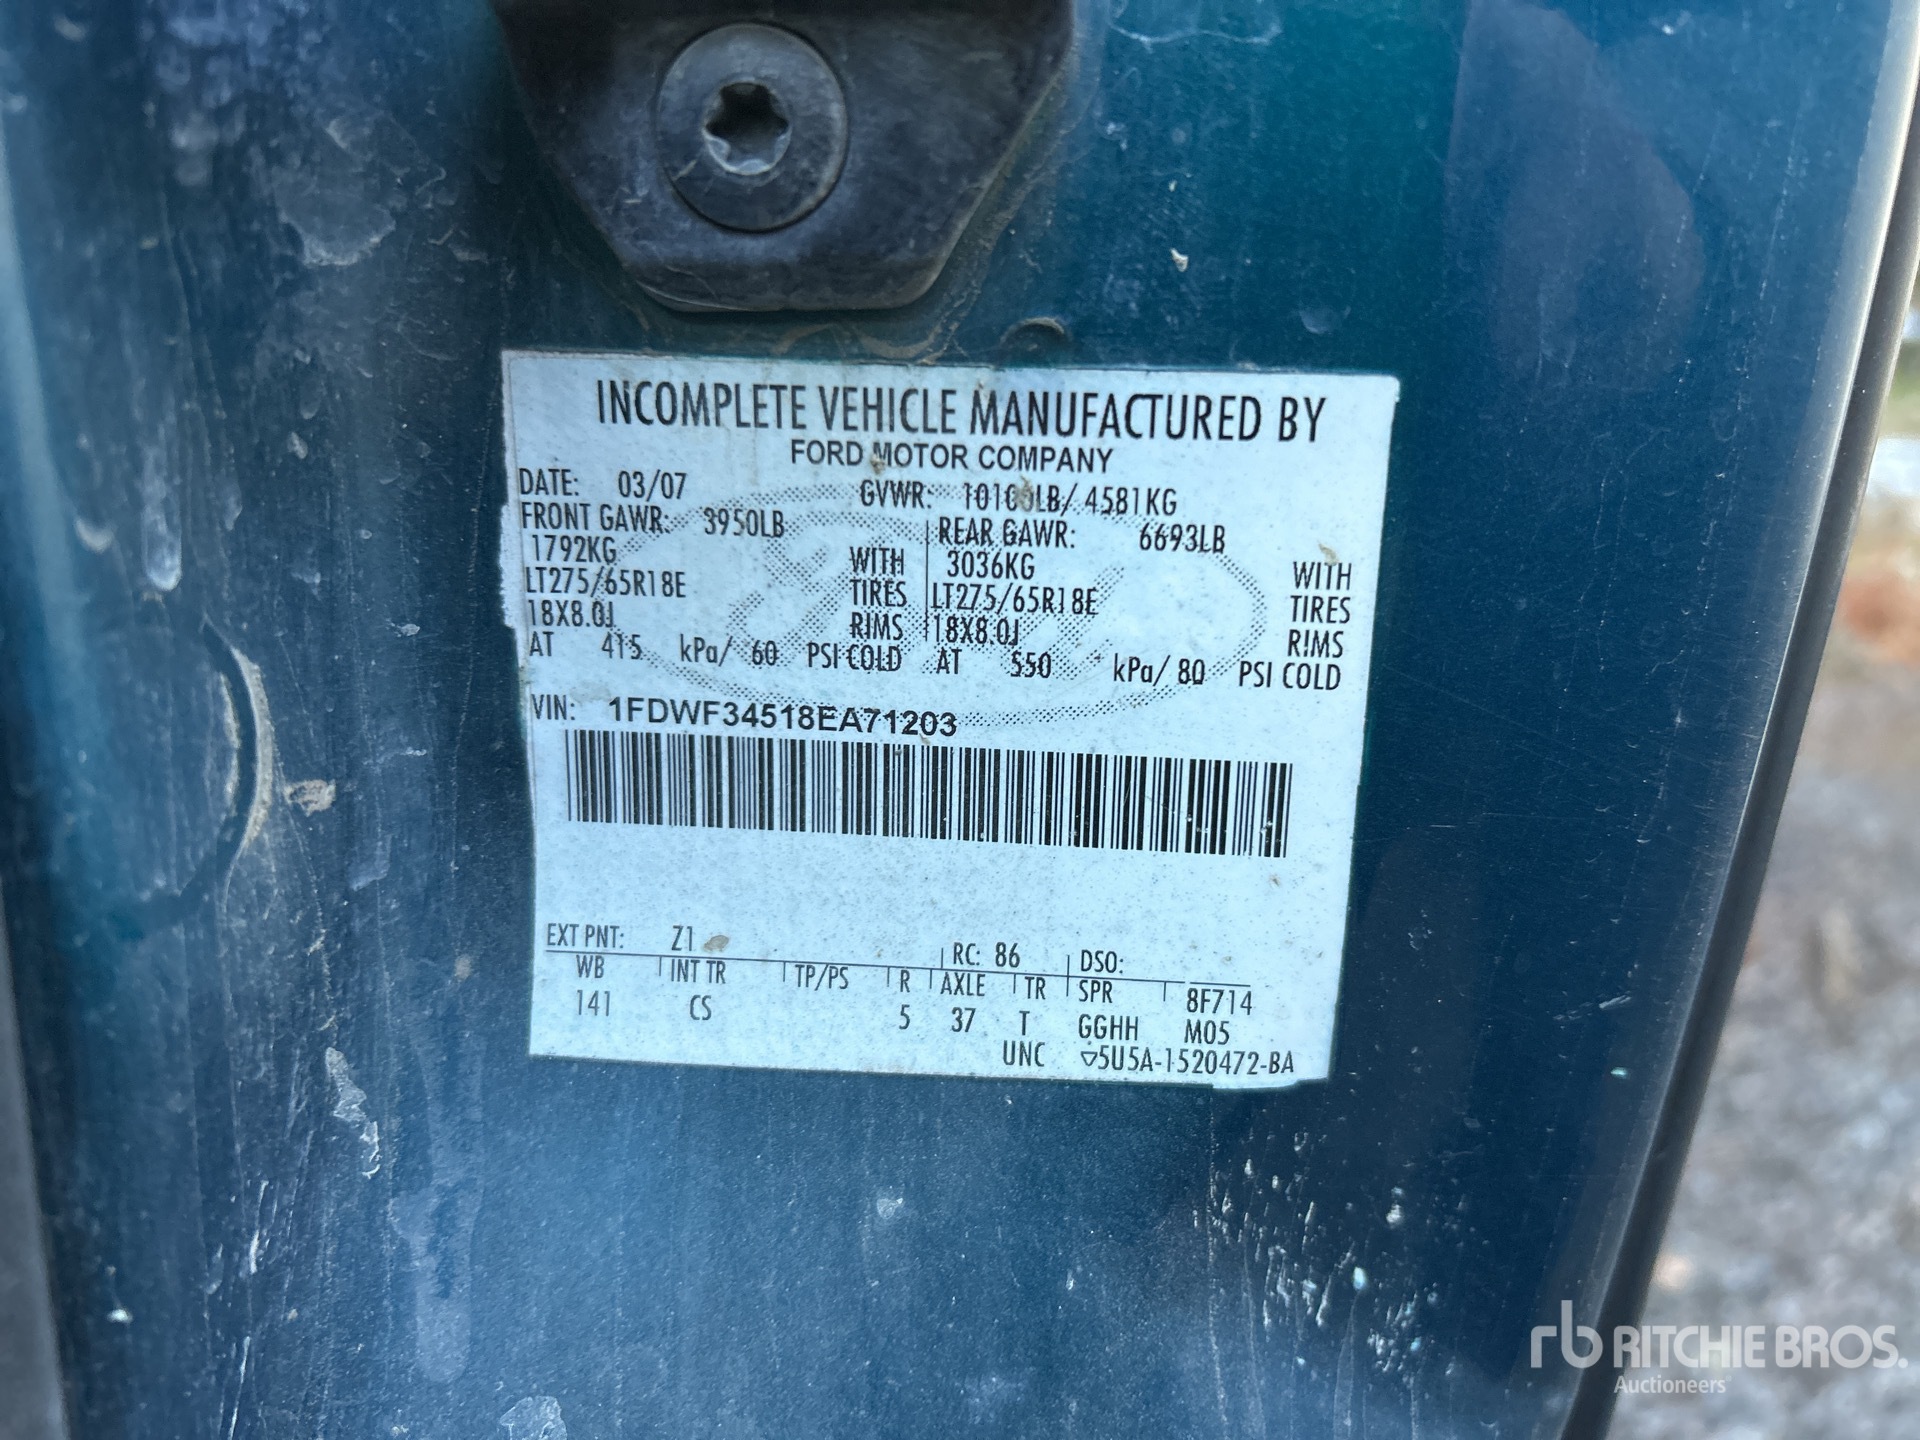 INCOMPLETE VEHICLE MANUFACTURED BY
FORD MOTOR COMPANY
DATE: 03/07 GVWR: 10100LB/ 4581KG
FRONT GAWR: 3950LB REAR GAWR: 6693LB
1792KG WITH 3036KG WITH
LT275/65R18E TIRES LT275/65R18E TIRES
18X8.0J RIMS 18X8.0J RIMS
AT 415 kPa/ 60 PSI COLD AT 550 kPa/ 80 PSI COLD
VIN: 1FDWF34518EA71203
EXT PNT: Z1 RC: 86 DSO:
WB INT TR TP/PS R AXLE TR SPR 8F714
141 CS 5 37 T GGHH M05
UNC ▽5U5A-1520472-BA
rb RITCHIE BROS.
Auctioneers